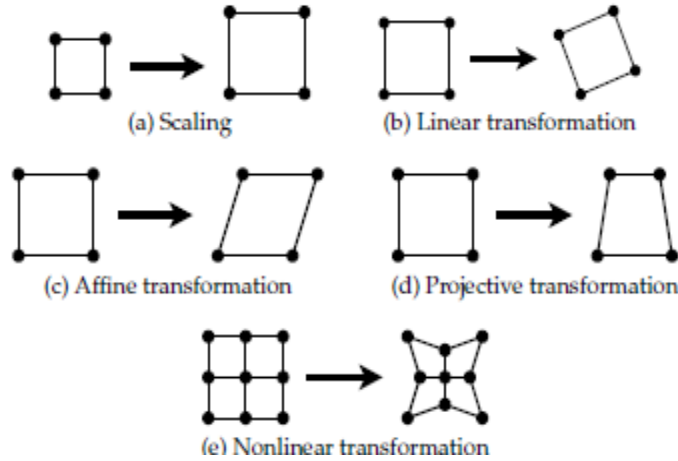 (a) Scaling
(b) Linear transformation
(c) Affine transformation
(d) Projective transformation
(e) Nonlinear transformation